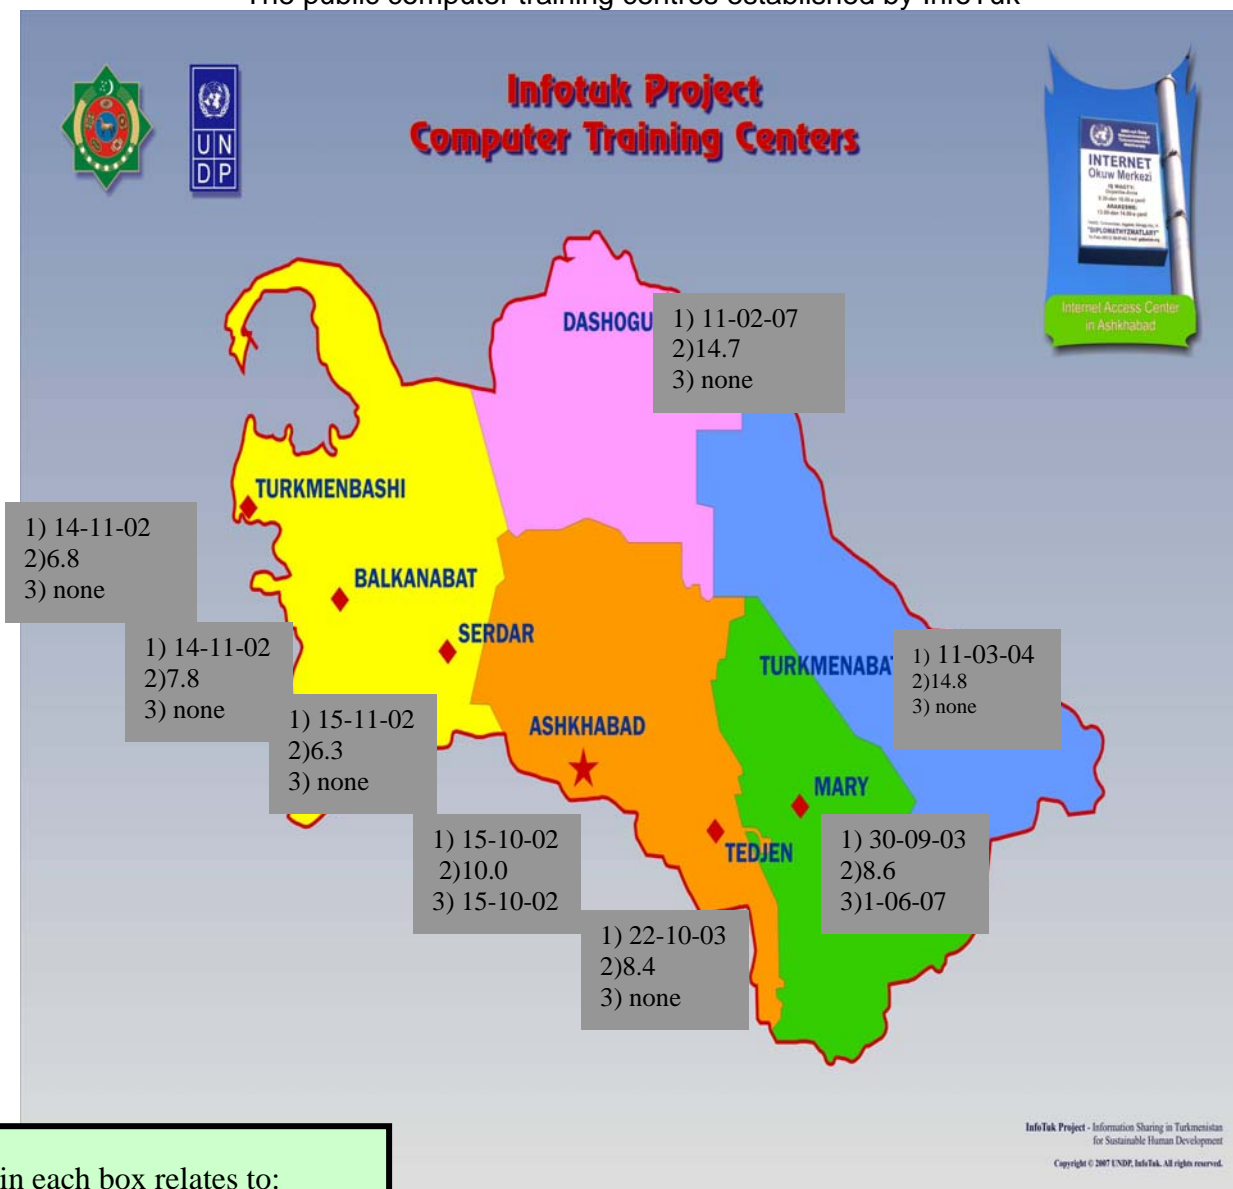 The public computer training centres established by InfoTuk
Infotuk Project
Computer Training Centers
UN
DP
INTERNET
Okuw Merkezi
IŞ WAGTY:
"DIPLOMATHYZMATLARY"
Internet Access Center
in Ashkhabad
DASHOGU
1) 11-02-07
2)14.7
3) none
TURKMENBASHI
1) 14-11-02
2)6.8
3) none
BALKANABAT
SERDAR
1) 14-11-02
2)7.8
3) none
TURKMENABA
1) 11-03-04
2)14.8
3) none
1) 15-11-02
2)6.3
3) none
ASHKHABAD
MARY
TEDJEN
1) 15-10-02
2)10.0
3) 15-10-02
1) 30-09-03
2)8.6
3)1-06-07
1) 22-10-03
2)8.4
3) none
InfoTuk Project - Information Sharing in Turkmenistan
for Sustainable Human Development
Copyright © 2007 UNDP, InfoTuk. All rights reserved.
in each box relates to: